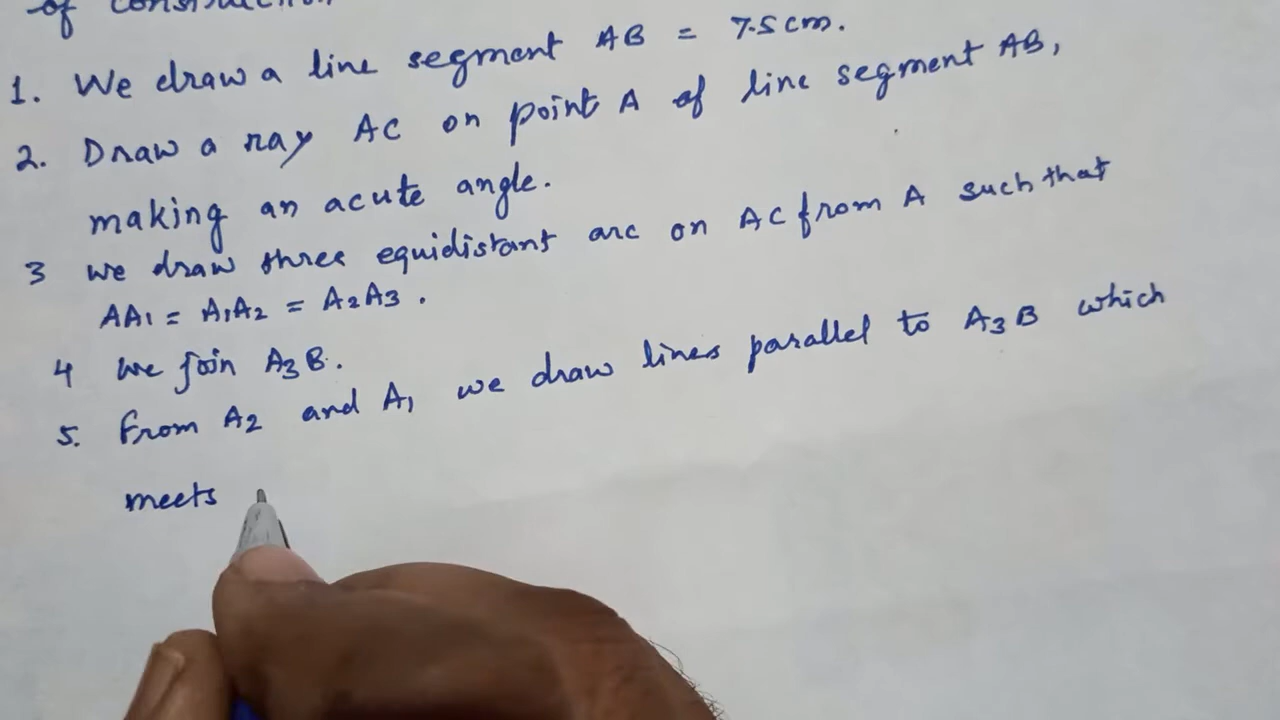 of construction
1. We draw a line segment AB = 7.5 cm.
2. Draw a ray AC on point A of line segment AB,
making an acute angle.
3 we draw three equidistant arc on AC from A such that
AA1 = A1A2 = A2A3 .
4 we join A3B.
5. From A2 and A1 we draw lines parallel to A3B which
meets